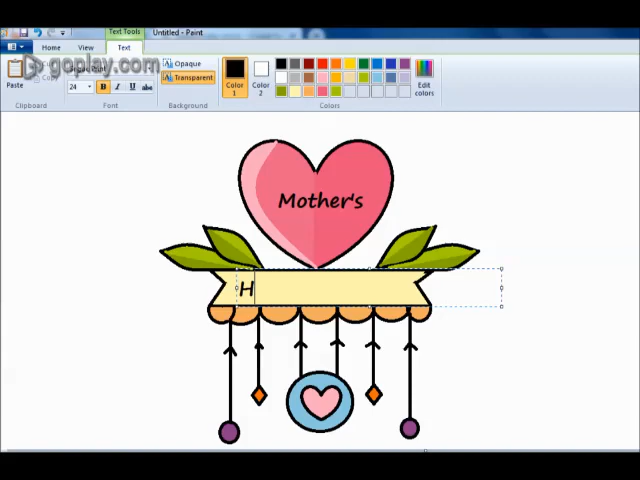 Text Tools
Untitled - Paint
Home
View
Text
goplay.com
Paste
24
B
I
U
abc
Opaque
Transparent
Color
1
Color
2
Edit
colors
Clipboard
Font
Background
Colors
Mother's
H